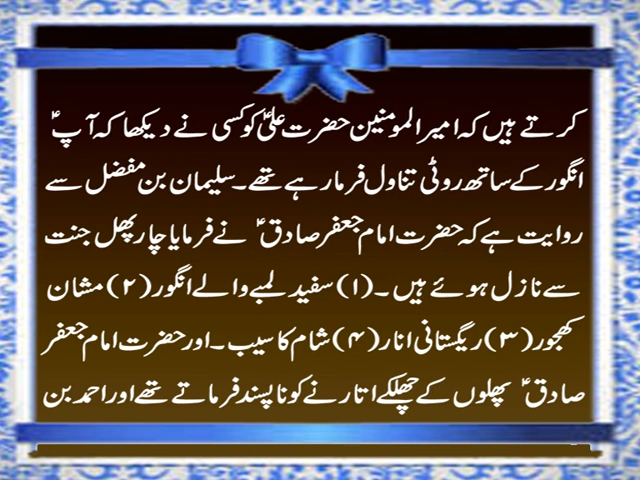 کرتے ہیں کہ امیر المومنین حضرت علیؑ کو کسی نے دیکھا کہ آپؑ
انگور کے ساتھ روٹی تناول فرما رہے تھے۔ سلیمان بن مفضل سے
روایت ہے کہ حضرت امام جعفر صادقؑ نے فرمایا چار پھل جنت
سے نازل ہوئے ہیں۔ (۱) سفید لمبے والے انگور (۲) مشان
کھجور (۳) ریگستانی انار (۴) شام کا سیب۔ اور حضرت امام جعفر
صادقؑ پھلوں کے چھلکے اتارنے کو ناپسند فرماتے تھے اور احمد بن